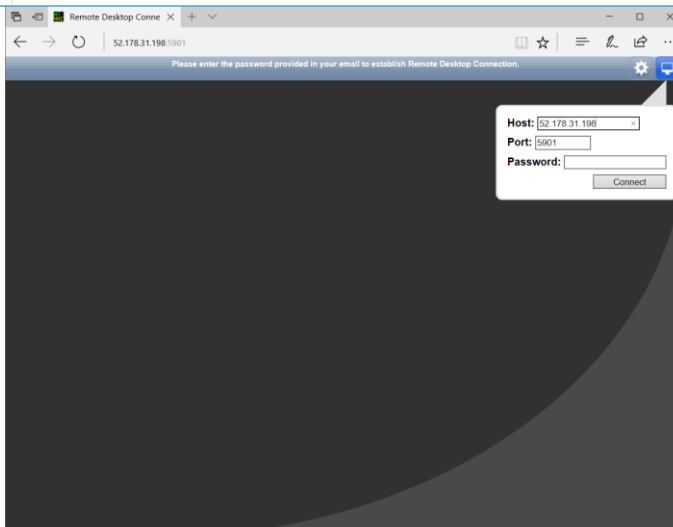 Remote Desktop Conne
52.178.31.198:5901
Please enter the password provided in your email to establish Remote Desktop Connection.
Host: 52.178.31.198
Port: 5901
Password:
Connect